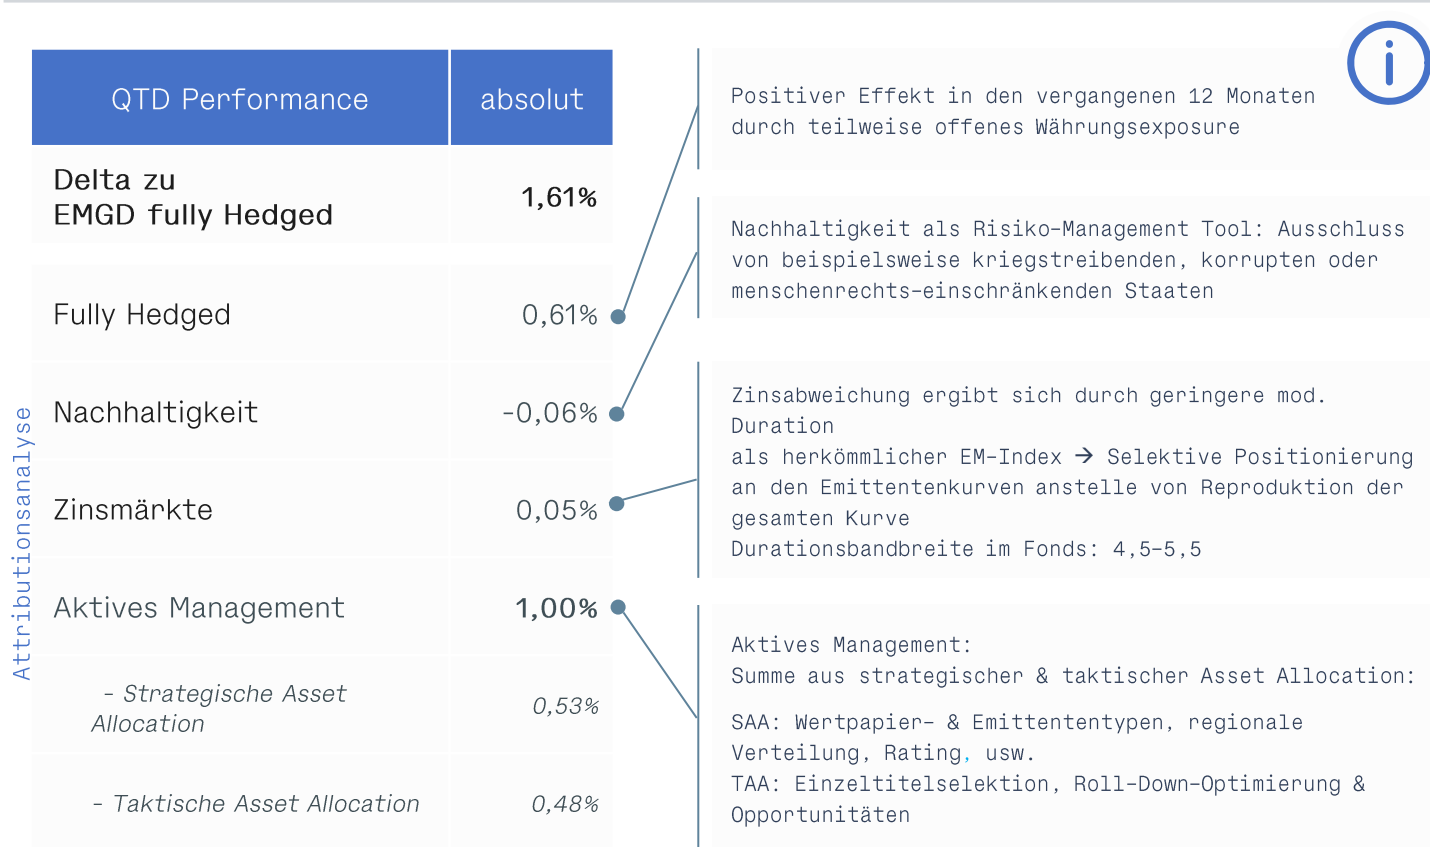 QTD Performance absolut
Delta zu
EMGD fully Hedged 1,61%
Fully Hedged 0,61%
Nachhaltigkeit -0,06%
Zinsmärkte 0,05%
Aktives Management 1,00%
- Strategische Asset
Allocation 0,53%
- Taktische Asset Allocation 0,48%
Attributionsanalyse
i
Positiver Effekt in den vergangenen 12 Monaten
durch teilweise offenes Währungsexposure
Nachhaltigkeit als Risiko-Management Tool: Ausschluss
von beispielsweise kriegstreibenden, korrupten oder
menschenrechts-einschränkenden Staaten
Zinsabweichung ergibt sich durch geringere mod.
Duration
als herkömmlicher EM-Index → Selektive Positionierung
an den Emittentenkurven anstelle von Reproduktion der
gesamten Kurve
Durationsbandbreite im Fonds: 4,5-5,5
Aktives Management:
Summe aus strategischer & taktischer Asset Allocation:
SAA: Wertpapier- & Emittententypen, regionale
Verteilung, Rating, usw.
TAA: Einzeltitelselektion, Roll-Down-Optimierung &
Opportunitäten